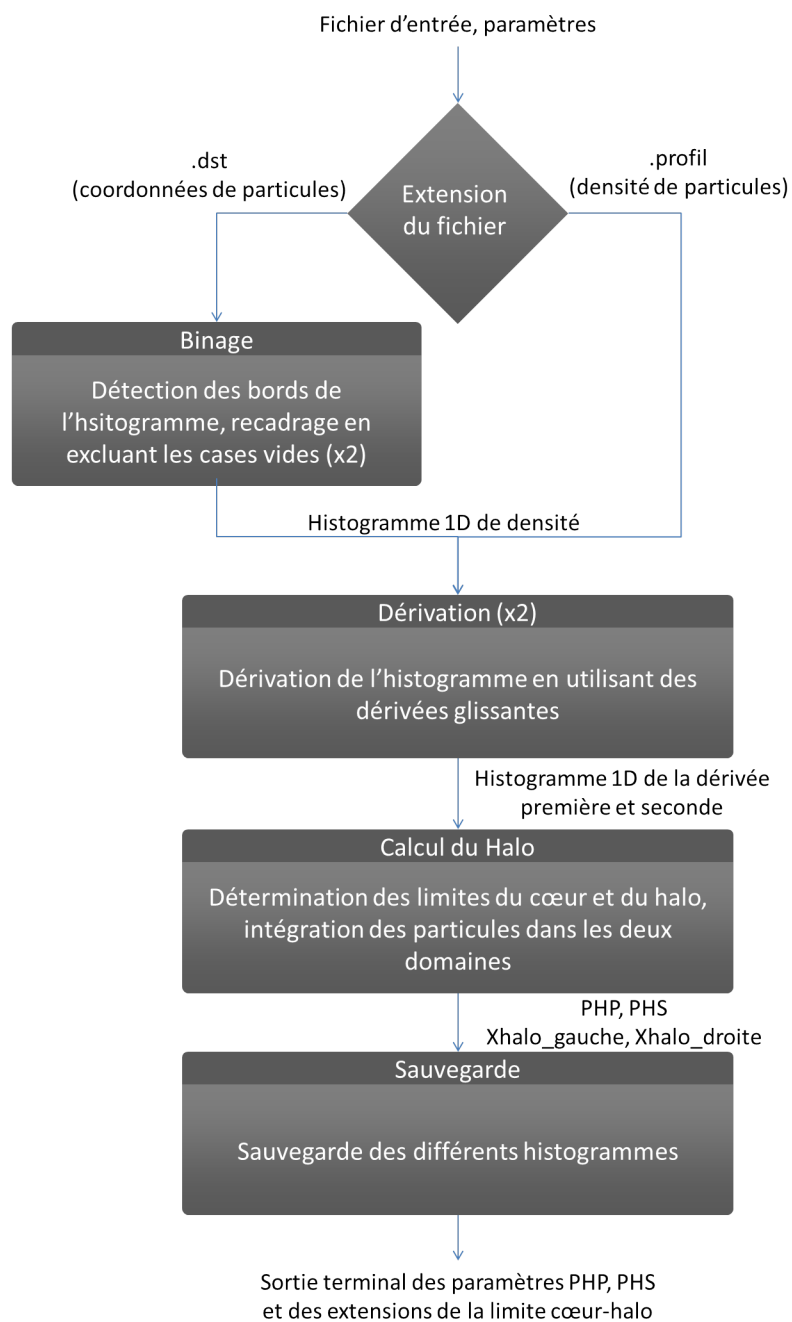 Fichier d'entrée, paramètres
.dst
(coordonnées de particules)
.profil
(densité de particules)
Extension
du fichier
Binage
Détection des bords de
l'hsitogramme, recadrage en
excluant les cases vides (x2)
Histogramme 1D de densité
Dérivation (x2)
Dérivation de l'histogramme en utilisant des
dérivées glissantes
Histogramme 1D de la dérivée
première et seconde
Calcul du Halo
Détermination des limites du cœur et du halo,
intégration des particules dans les deux
domaines
PHP, PHS
Xhalo_gauche, Xhalo_droite
Sauvegarde
Sauvegarde des différents histogrammes
Sortie terminal des paramètres PHP, PHS
et des extensions de la limite cœur-halo